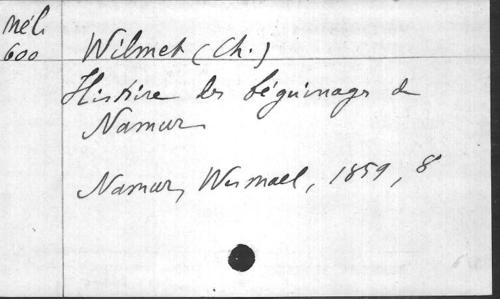 Mél.
600
Wilmet (Ch.)
Histoire des béguinages de
Namur
Namur, Wesmael, 1859, 8°